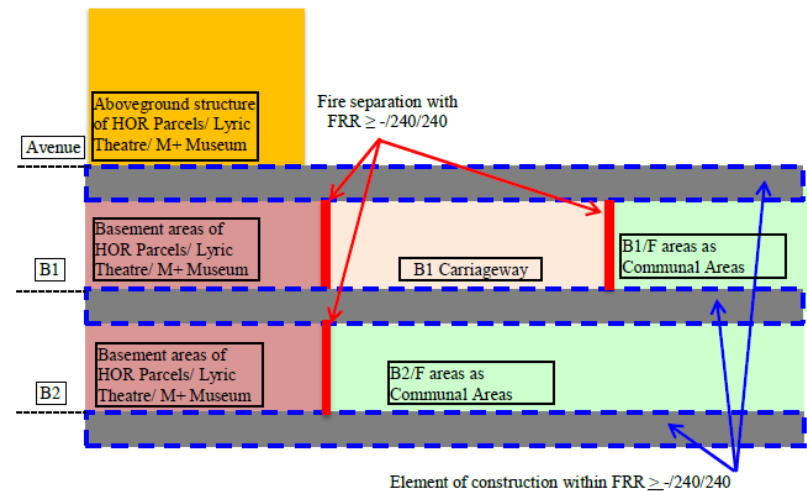 Aboveground structure
of HOR Parcels/ Lyric
Theatre/ M+ Museum
Fire separation with
FRR ≥ -/240/240
Avenue
Basement areas of
HOR Parcels/ Lyric
Theatre/ M+ Museum
B1 Carriageway
B1/F areas as
Communal Areas
B1
Basement areas of
HOR Parcels/ Lyric
Theatre/ M+ Museum
B2/F areas as
Communal Areas
B2
Element of construction within FRR ≥ -/240/240